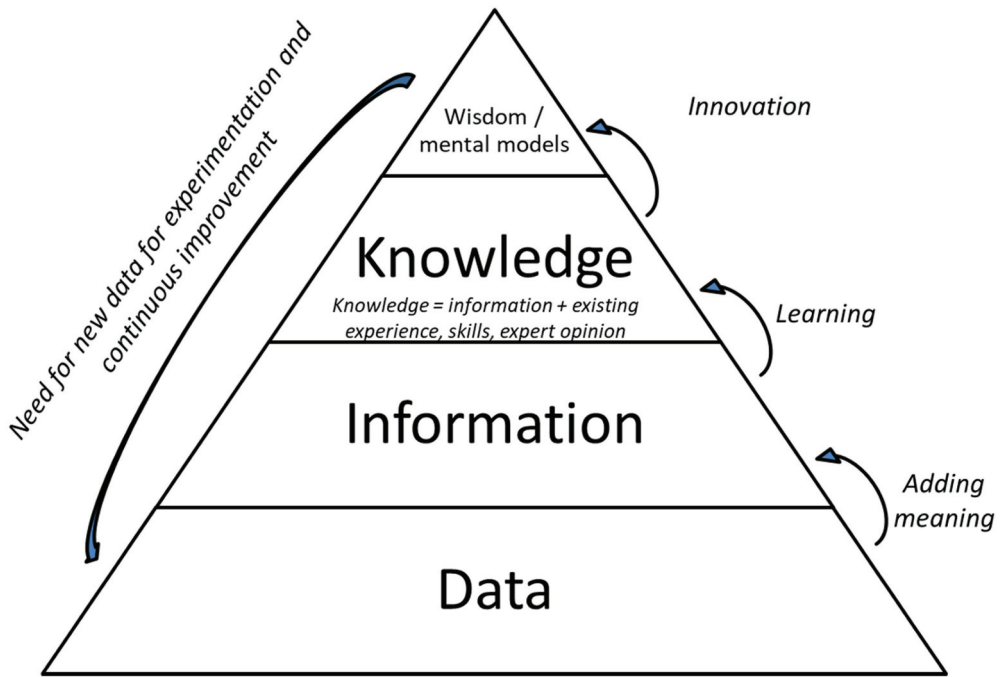 Need for new data for experimentation and
continuous improvement
Wisdom /
mental models
Innovation
Knowledge
Knowledge = information + existing
experience, skills, expert opinion
Learning
Information
Adding
meaning
Data